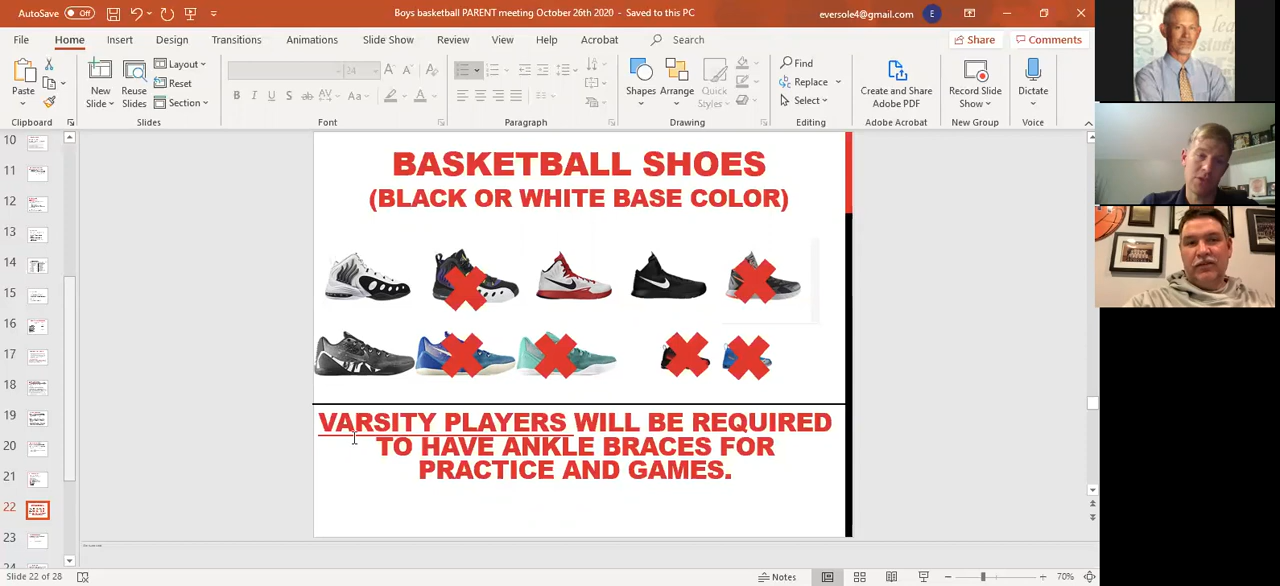 AutoSave Off
Boys basketball PARENT meeting October 26th 2020 - Saved to this PC
eversole4@gmail.com E
File Home Insert Design Transitions Animations Slide Show Review View Help Acrobat Search Share Comments
Paste
New Slide
Reuse Slides
Layout
Reset
Section
24
B I U S ab AV Aa A
A A A
Shapes Arrange Quick Styles
Find
Replace
Select
Create and Share Adobe PDF
Record Slide Show
Dictate
Clipboard Slides Font Paragraph Drawing Editing Adobe Acrobat New Group Voice
10
11
12
13
14
15
16
17
18
19
20
21
22
23
24
BASKETBALL SHOES
(BLACK OR WHITE BASE COLOR)
VARSITY PLAYERS WILL BE REQUIRED
TO HAVE ANKLE BRACES FOR
PRACTICE AND GAMES.
Slide 22 of 28 Notes 70%